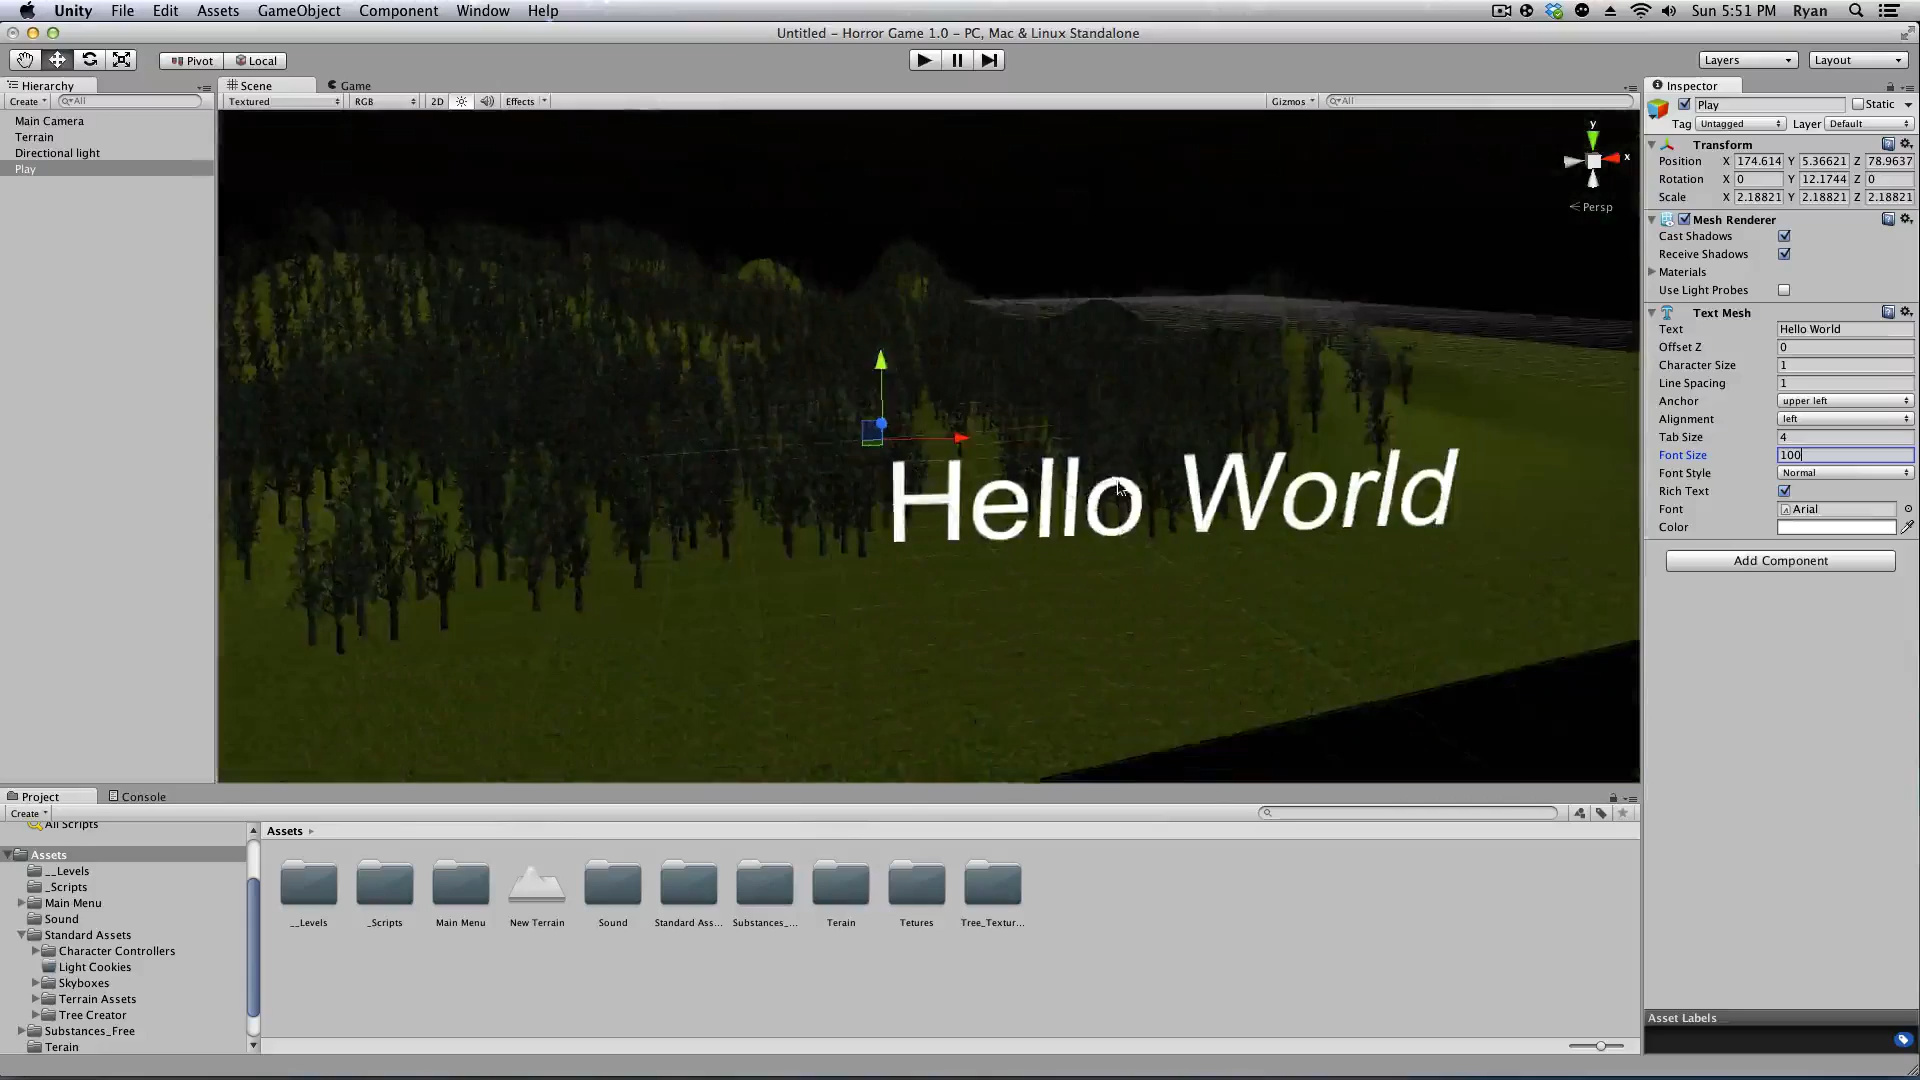 Unity File Edit Assets GameObject Component Window Help Sun 5:51 PM Ryan
Untitled – Horror Game 1.0 – PC, Mac & Linux Standalone
Pivot Local Layers Layout
Hierarchy Scene Game Inspector
Create All Textured RGB 2D Effects Gizmos All
Play Static
Tag Untagged Layer Default
Main Camera
Terrain
Directional light
Play
y
x
Persp
Transform
Position X 174.614 Y 5.36621 Z 78.9637
Rotation X 0 Y 12.1744 Z 0
Scale X 2.18821 Y 2.18821 Z 2.18821
Mesh Renderer
Cast Shadows
Receive Shadows
Materials
Use Light Probes
Text Mesh
Text Hello World
Offset Z 0
Character Size 1
Line Spacing 1
Anchor upper left
Alignment left
Tab Size 4
Font Size 100
Font Style Normal
Rich Text
Font Arial
Color
Add Component
Hello World
Project Console
Create
All Scripts
Assets
__Levels
_Scripts
Main Menu
Sound
Standard Assets
Character Controllers
Light Cookies
Skyboxes
Terrain Assets
Tree Creator
Substances_Free
Terain
Assets
__Levels _Scripts Main Menu New Terrain Sound Standard Ass... Substances_... Terain Tetures Tree_Textur...
Asset Labels